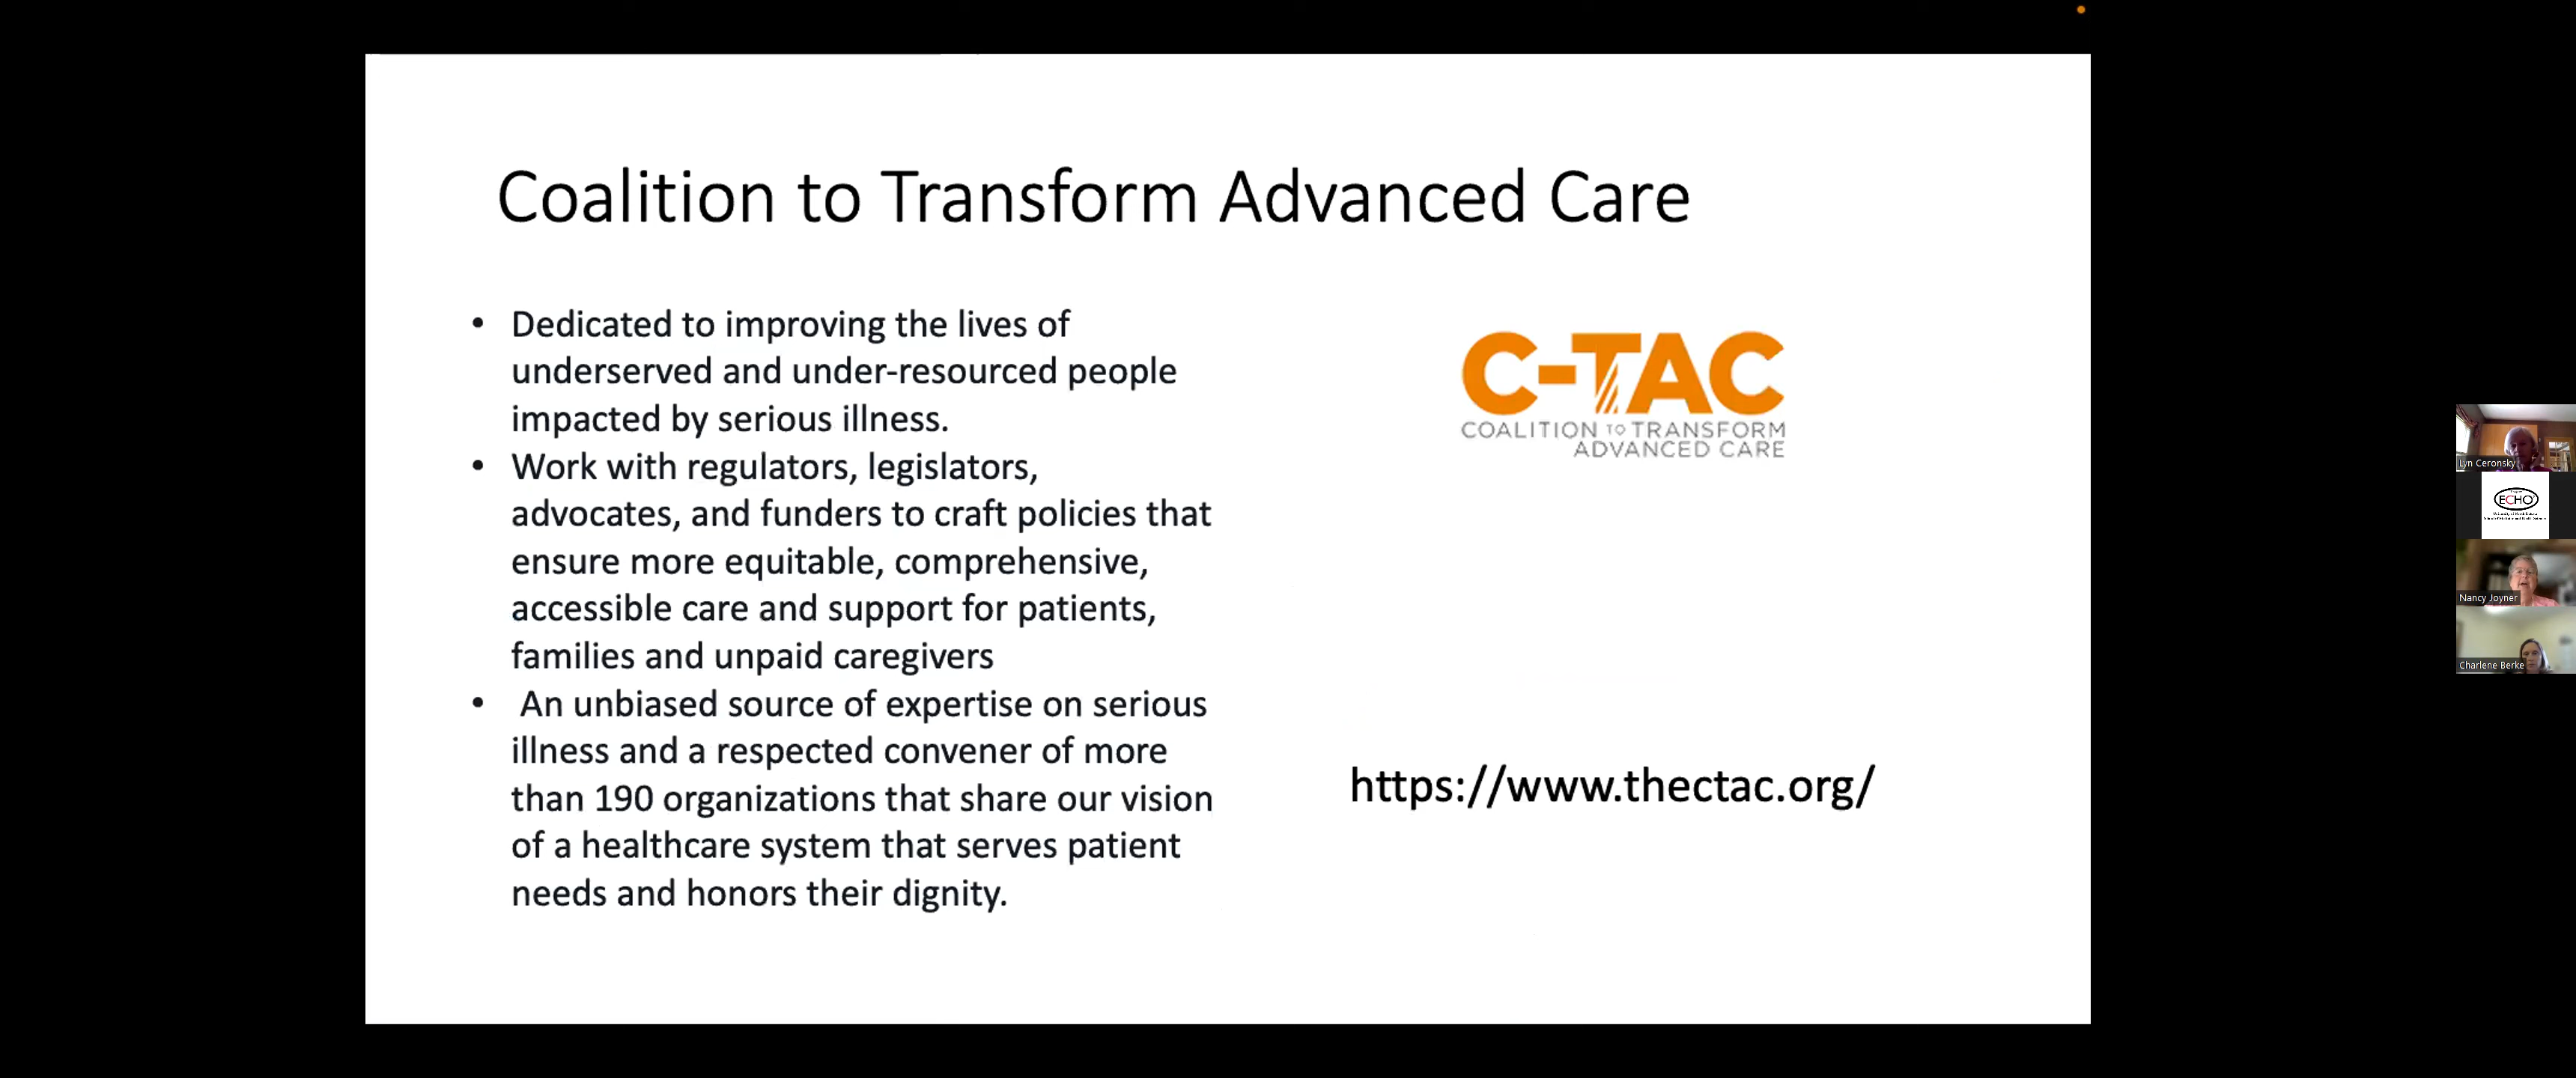 Coalition to Transform Advanced Care
• Dedicated to improving the lives of
underserved and under-resourced people
impacted by serious illness.
• Work with regulators, legislators,
advocates, and funders to craft policies that
ensure more equitable, comprehensive,
accessible care and support for patients,
families and unpaid caregivers
• An unbiased source of expertise on serious
illness and a respected convener of more
than 190 organizations that share our vision
of a healthcare system that serves patient
needs and honors their dignity.
C-TAC
COALITION TO TRANSFORM
ADVANCED CARE
https://www.thectac.org/
Lyn Ceronsky
ECHO
Nancy Joyner
Charlene Berke